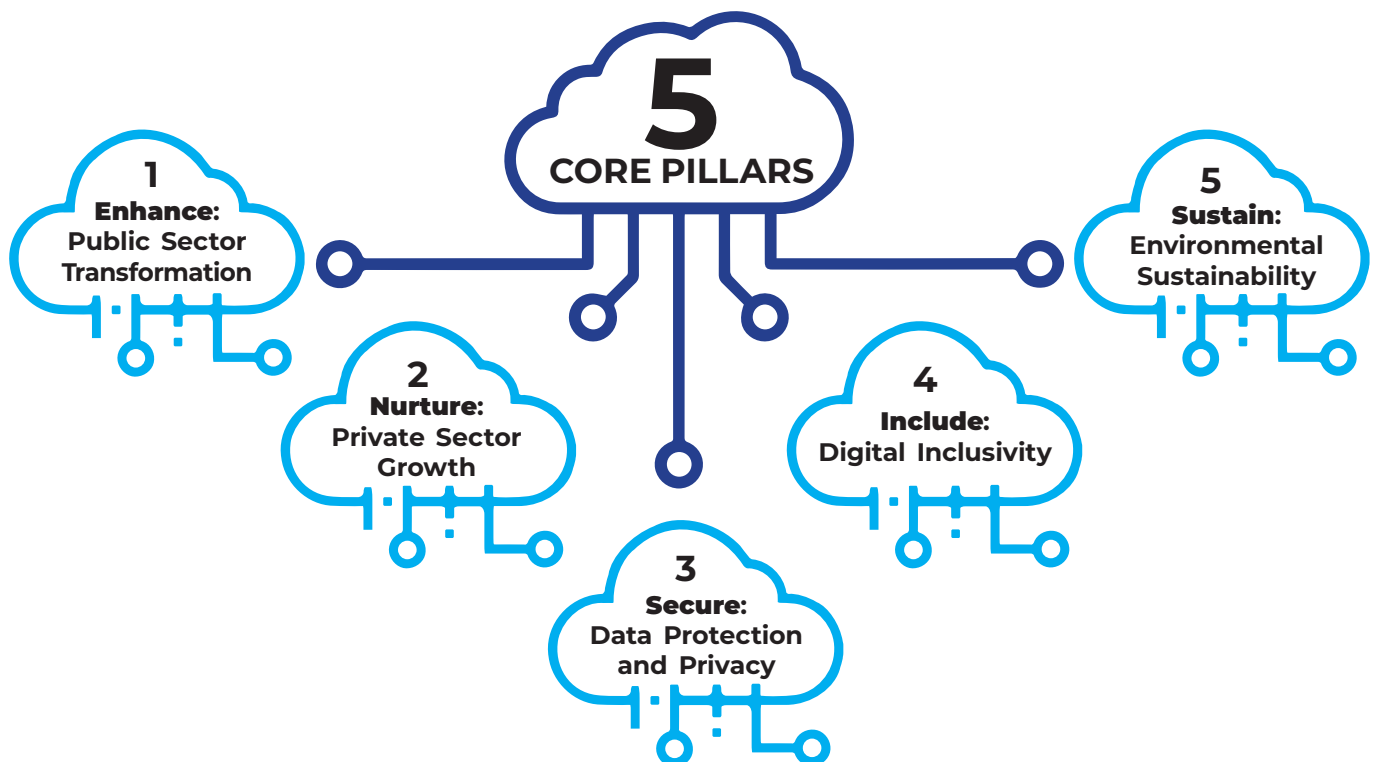 5
CORE PILLARS
1
Enhance:
Public Sector
Transformation
2
Nurture:
Private Sector
Growth
3
Secure:
Data Protection
and Privacy
4
Include:
Digital Inclusivity
5
Sustain:
Environmental
Sustainability